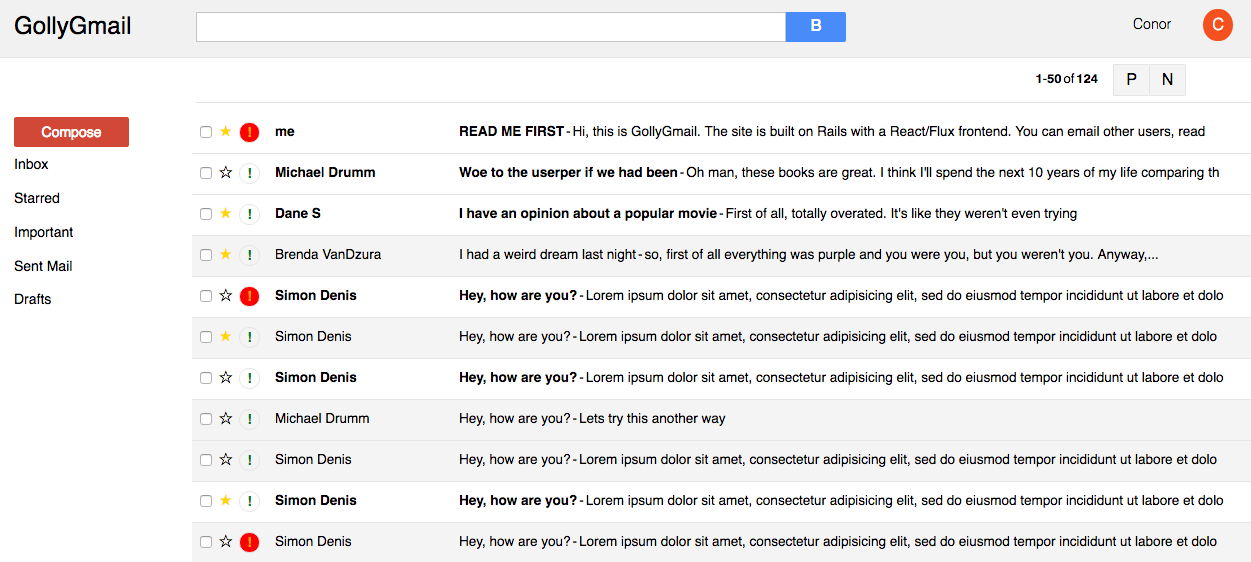 GollyGmail B Conor C
1-50 of 124 P N
Compose
Inbox
Starred
Important
Sent Mail
Drafts
! me READ ME FIRST - Hi, this is GollyGmail. The site is built on Rails with a React/Flux frontend. You can email other users, read
! Michael Drumm Woe to the userper if we had been - Oh man, these books are great. I think I'll spend the next 10 years of my life comparing th
! Dane S I have an opinion about a popular movie - First of all, totally overated. It's like they weren't even trying
! Brenda VanDzura I had a weird dream last night - so, first of all everything was purple and you were you, but you weren't you. Anyway,...
! Simon Denis Hey, how are you? - Lorem ipsum dolor sit amet, consectetur adipisicing elit, sed do eiusmod tempor incididunt ut labore et dolo
! Simon Denis Hey, how are you? - Lorem ipsum dolor sit amet, consectetur adipisicing elit, sed do eiusmod tempor incididunt ut labore et dolo
! Simon Denis Hey, how are you? - Lorem ipsum dolor sit amet, consectetur adipisicing elit, sed do eiusmod tempor incididunt ut labore et dolo
! Michael Drumm Hey, how are you? - Lets try this another way
! Simon Denis Hey, how are you? - Lorem ipsum dolor sit amet, consectetur adipisicing elit, sed do eiusmod tempor incididunt ut labore et dolo
! Simon Denis Hey, how are you? - Lorem ipsum dolor sit amet, consectetur adipisicing elit, sed do eiusmod tempor incididunt ut labore et dolo
! Simon Denis Hey, how are you? - Lorem ipsum dolor sit amet, consectetur adipisicing elit, sed do eiusmod tempor incididunt ut labore et dolo